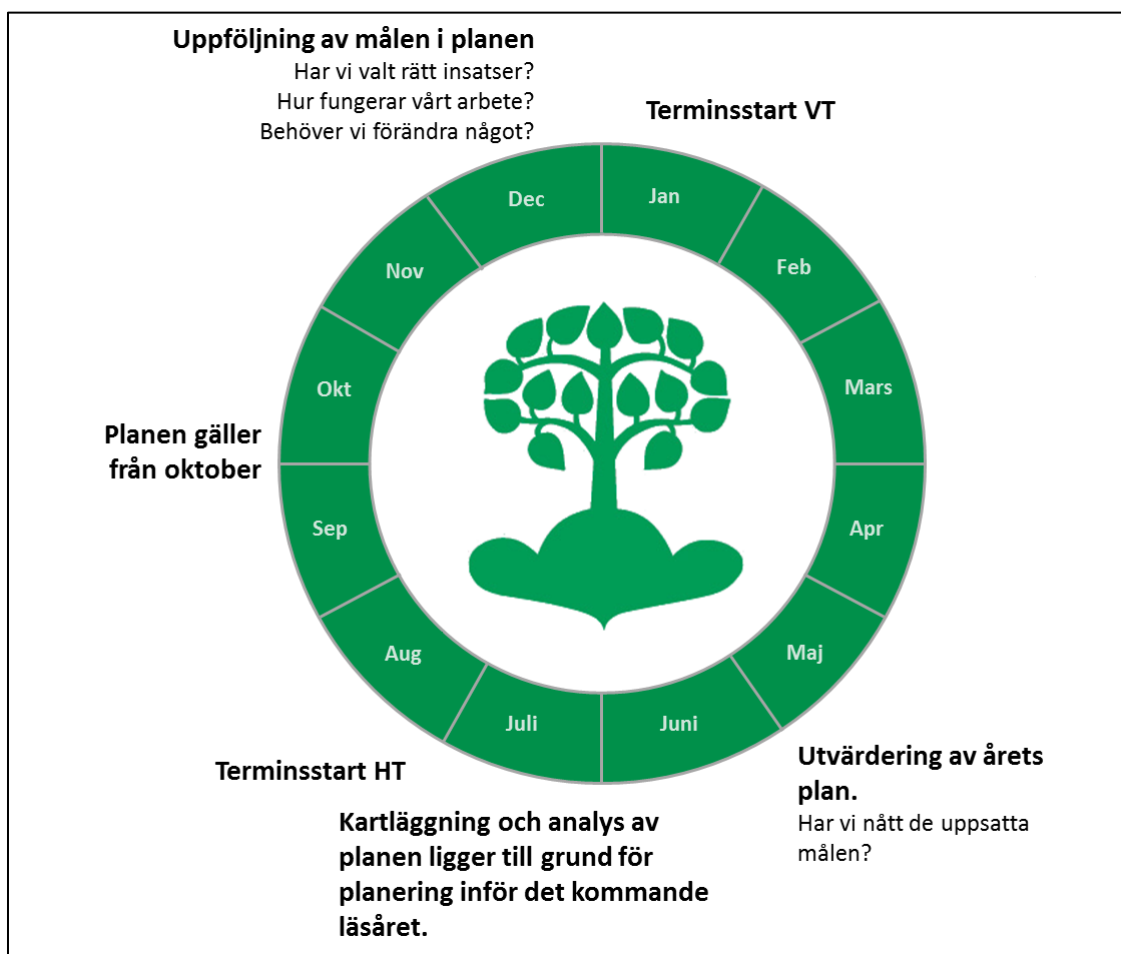 Uppföljning av målen i planen
Har vi valt rätt insatser?
Hur fungerar vårt arbete?
Behöver vi förändra något?
Terminsstart VT
Dec
Jan
Nov
Feb
Okt
Mars
Planen gäller
från oktober
Sep
Apr
Aug
Maj
Juli
Juni
Terminsstart HT
Utvärdering av årets
plan.
Har vi nått de uppsatta
målen?
Kartläggning och analys av
planen ligger till grund för
planering inför det kommande
läsåret.